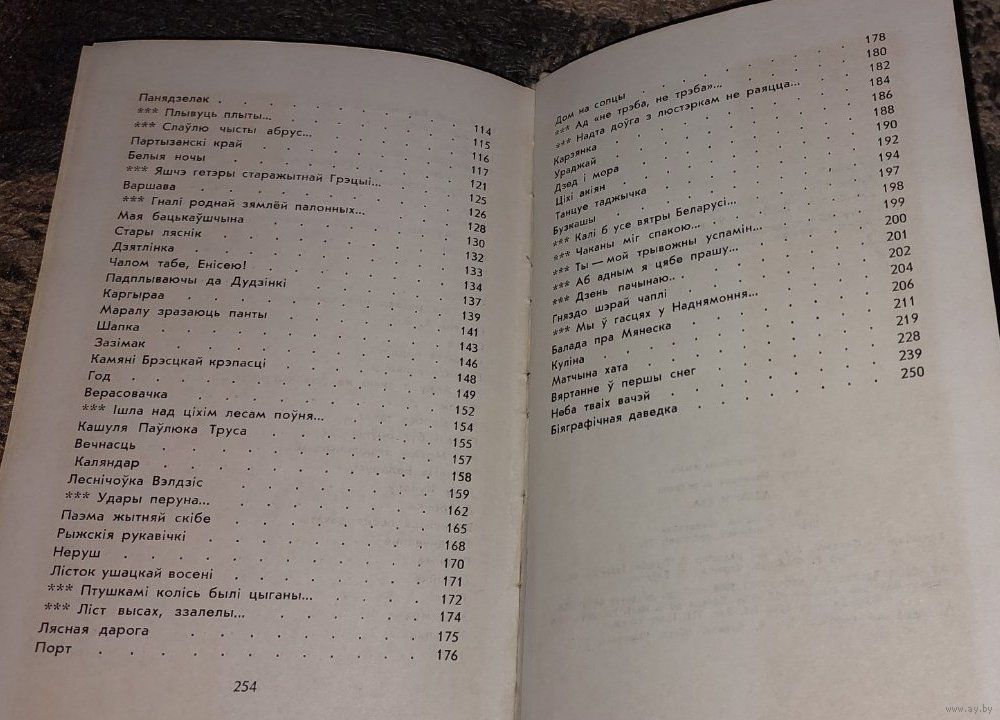 Панядзелак . . . 114
*** Плывуць плыты... 115
*** Слаўлю чысты абрус... 116
Партызанскі край 117
Белыя ночы 121
*** Яшчэ гетэры старажытнай Грэцыі... 125
Варшава 126
*** Гналі роднай зямлёй палонных... 128
Мая бацькаўшчына 130
Стары ляснік 132
Дзятлінка 133
Чалом табе, Енісею! 134
Падплываючы да Дудзінкі 137
Каргыраа 139
Маралу зразаюць панты 141
Шапка 143
Зазімак 146
Камяні Брэсцкай крэпасці 148
Год 149
Верасовачка 152
*** Ішла над ціхім лесам поўня... 154
Кашуля Паўлюка Труса 155
Вечнасць 157
Каляндар 158
Леснічоўка Вэлдзіс 159
*** Удары перуна... 162
Паэма жытняй скібе 165
Рыжскія рукавічкі 168
Неруш 170
Лісток ушацкай восені 171
*** Птушкамі колісь былі цыганы... 172
*** Ліст высах, ззалелы... 174
Лясная дарога 175
Порт 176
254
Дом на сопцы 178
*** Ад «не трэба, не трэба»... 180
*** Надта доўга з люстэркам не раяцца... 182
Карзянка 184
Ураджай 186
Дзед і мора 188
Ціхі акіян 190
Танцуе таджычка 192
Бузкашы 194
*** Калі б усе вятры Беларусі... 197
*** Чаканы міг спакою... 198
*** Ты — мой трывожны успамін... 199
*** Аб адным я цябе прашу... 200
*** Дзень пачынаю.. 201
Гняздо шэрай чаплі 202
*** Мы ў гасцях у Наднямоння... 204
Балада пра Мянеска 206
Куліна 211
Матчына хата 219
Вяртанне ў першы снег 228
Неба тваіх вачэй 239
Біяграфічная даведка 250
www.ay.by